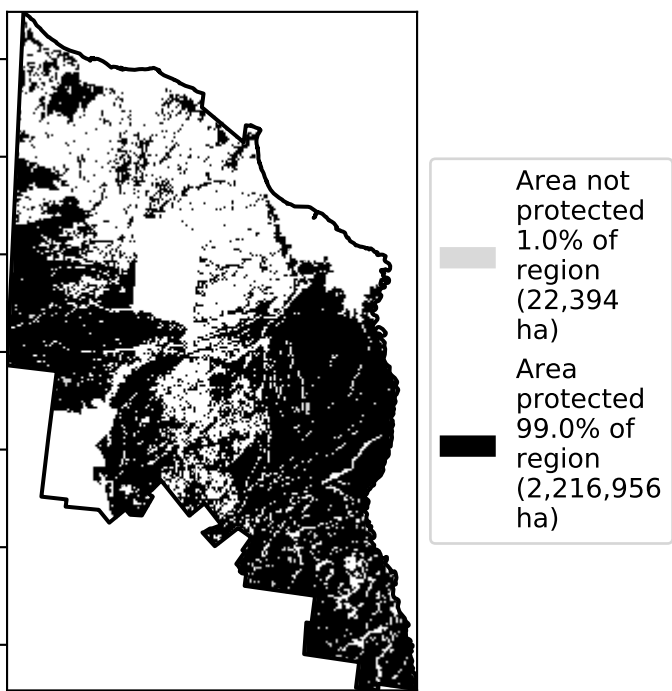 Area not
protected
1.0% of
region
(22,394
ha)
Area
protected
99.0% of
region
(2,216,956
ha)